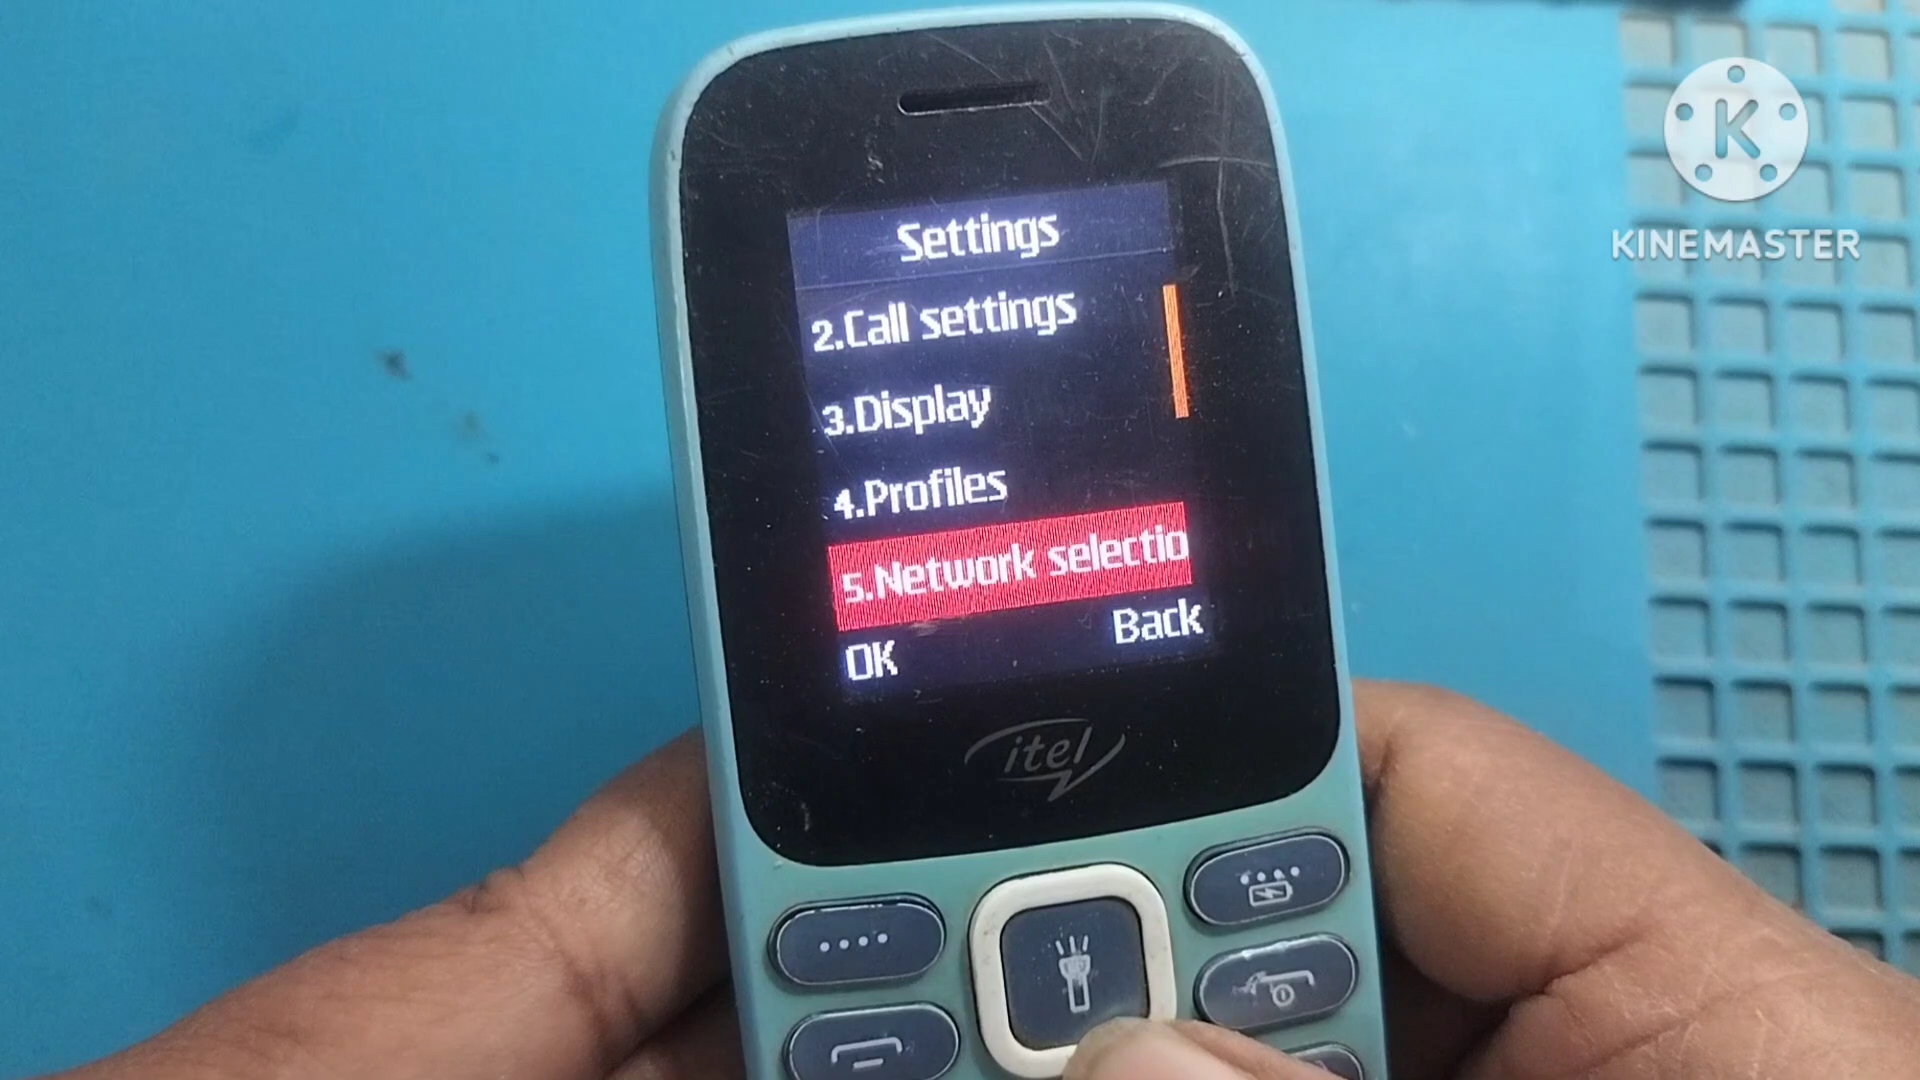 Settings
2.Call settings
3.Display
4.Profiles
5.Network selectio
OK Back
itel
K
KINEMASTER